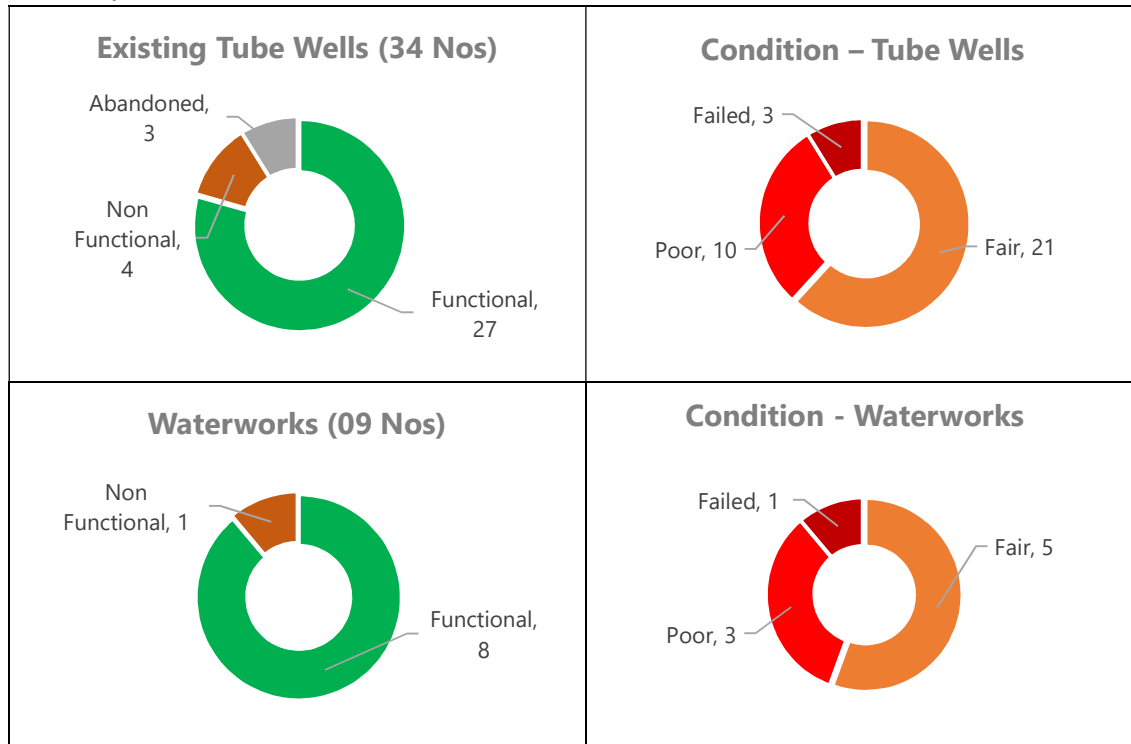 Existing Tube Wells (34 Nos)
Abandoned,
3
Non
Functional,
4
Functional,
27
Condition – Tube Wells
Failed, 3
Poor, 10
Fair, 21
Waterworks (09 Nos)
Non
Functional, 1
Functional,
8
Condition - Waterworks
Failed, 1
Poor, 3
Fair, 5